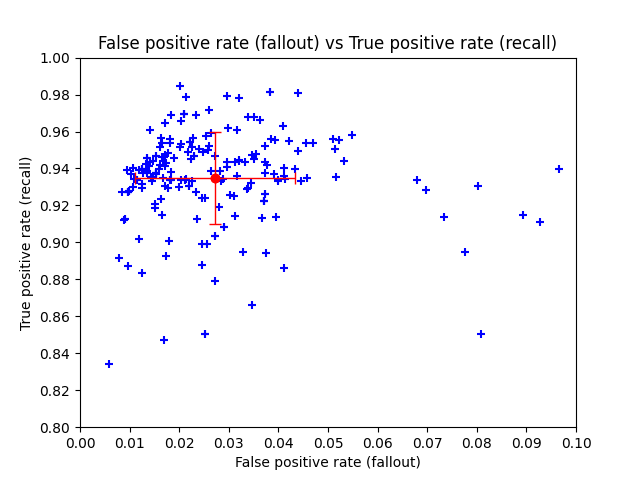 False positive rate (fallout) vs True positive rate (recall)
1.00
0.98
0.96
0.94
0.92
0.90
0.88
0.86
0.84
0.82
0.80
True positive rate (recall)
0.00 0.01 0.02 0.03 0.04 0.05 0.06 0.07 0.08 0.09 0.10
False positive rate (fallout)